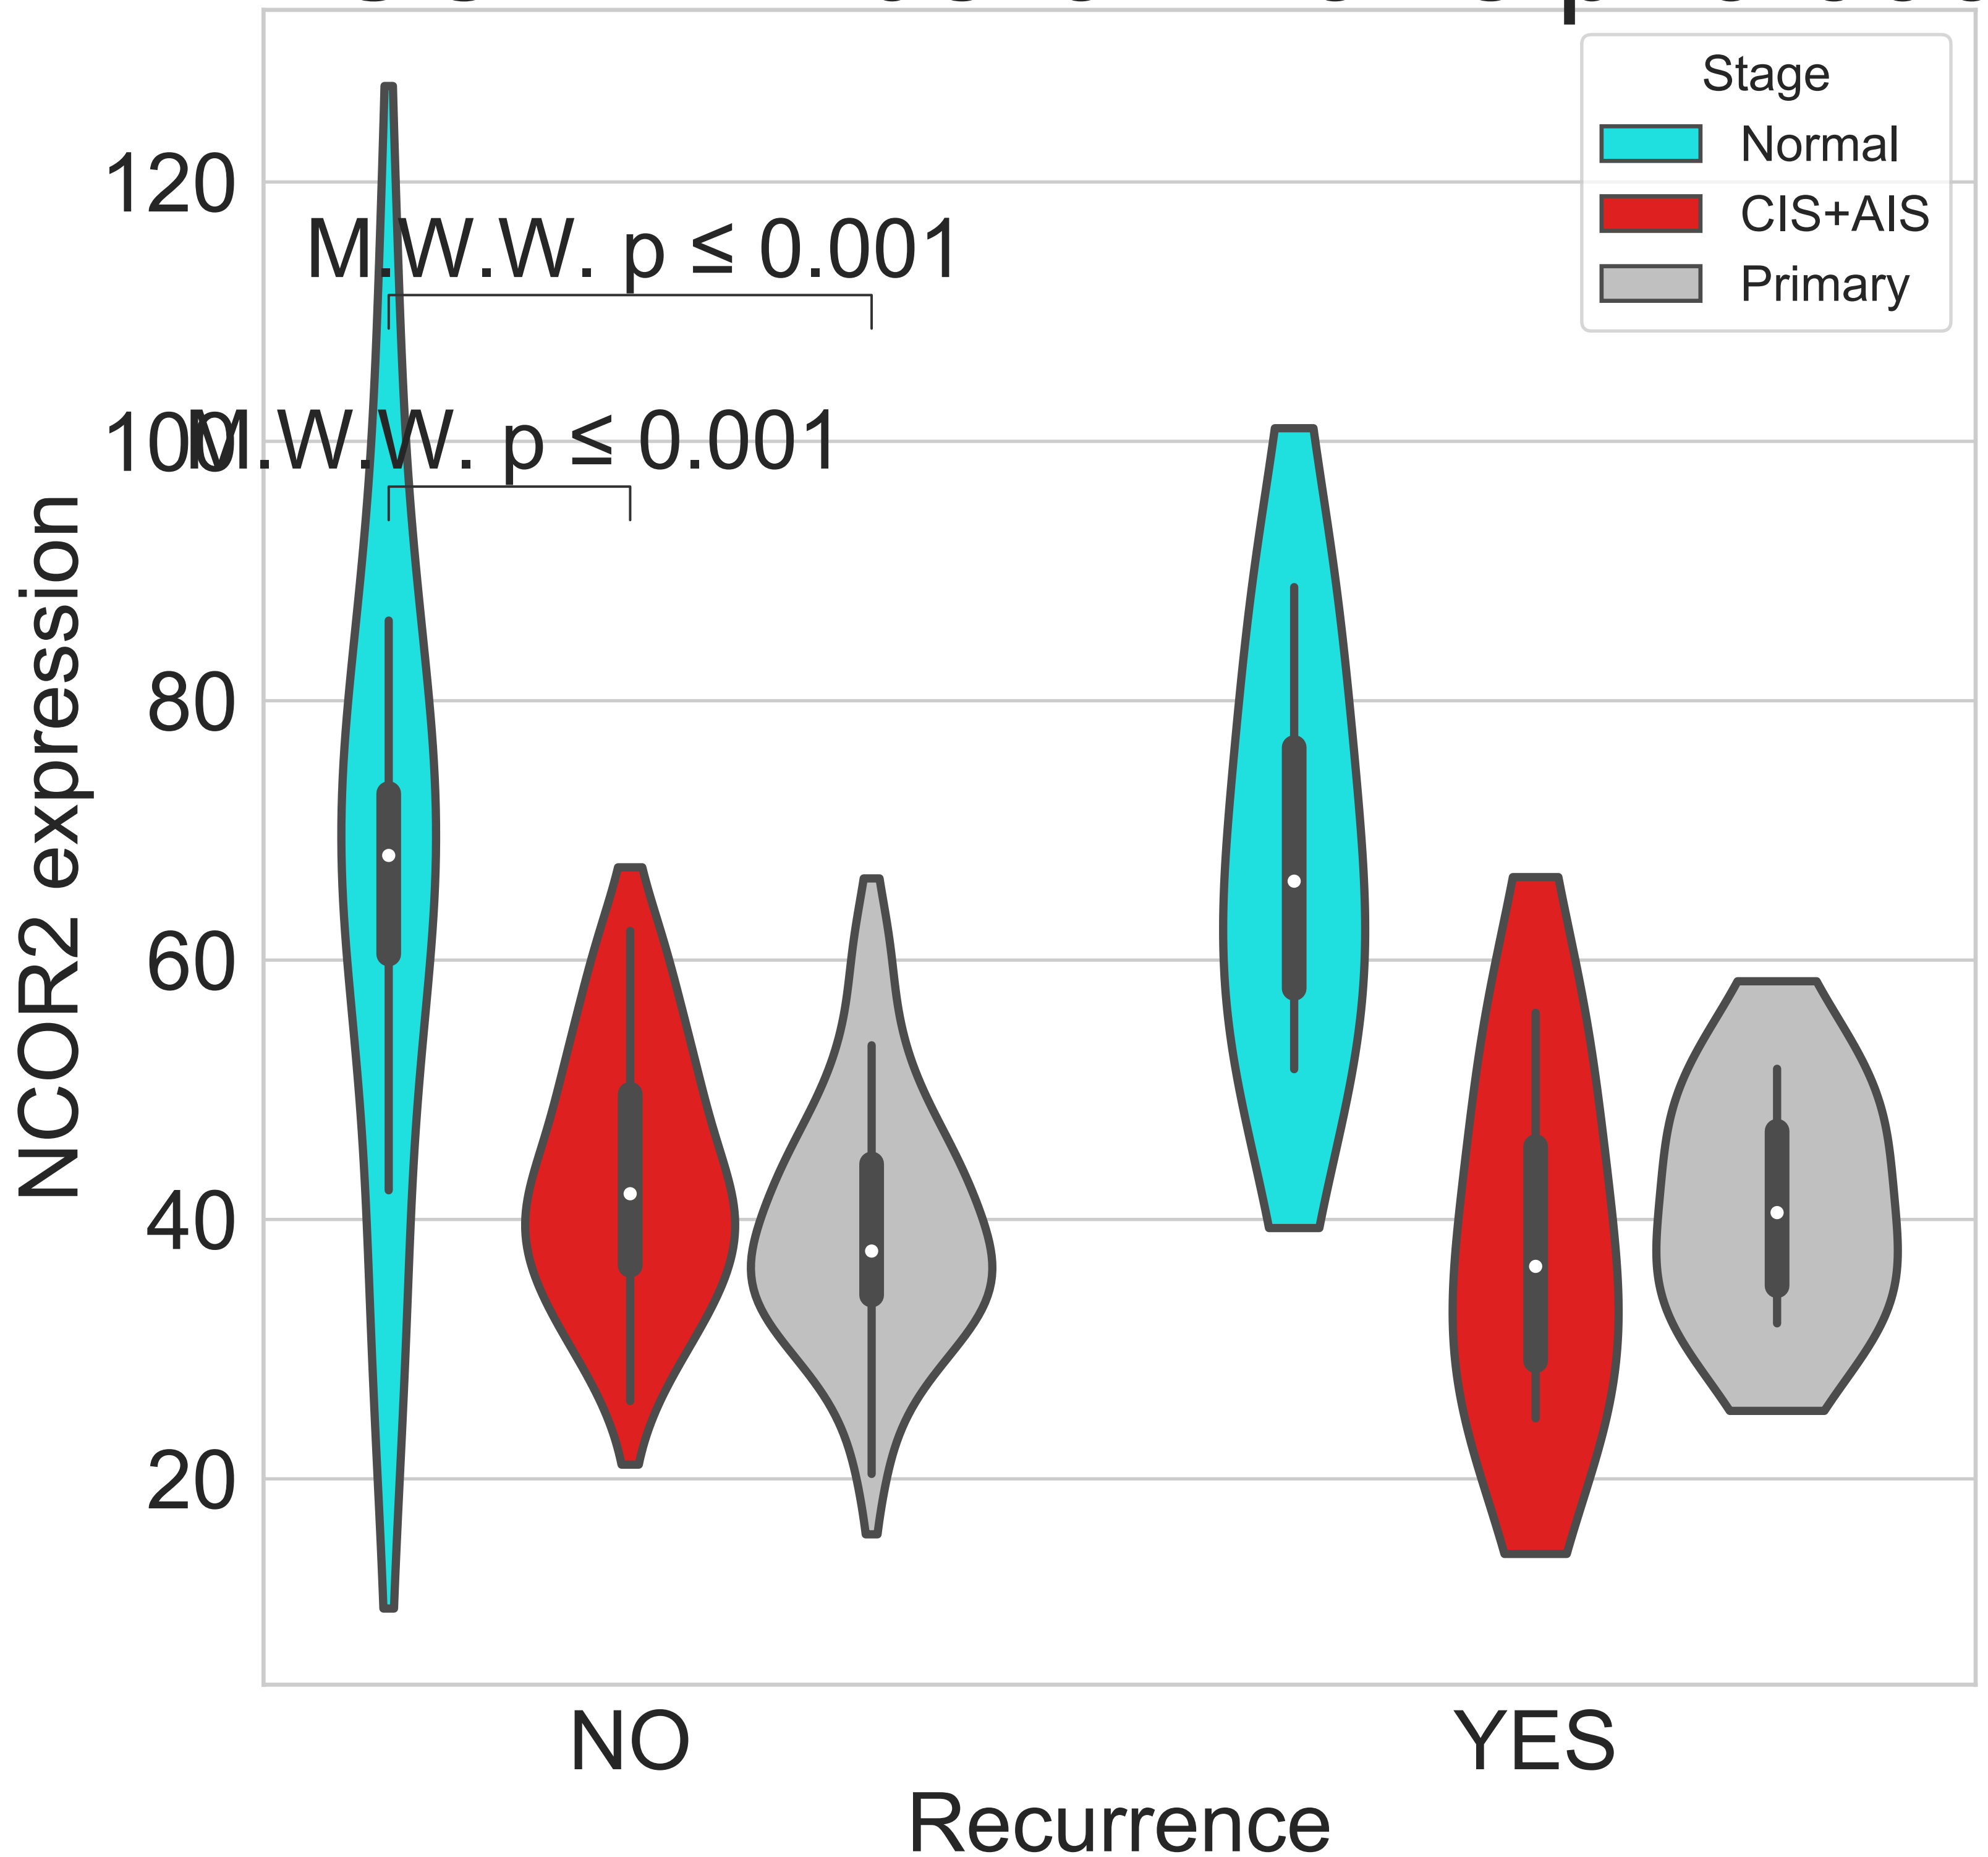 Stage
Normal
CIS+AIS
Primary
120
M.W.W. p ≤ 0.001
100
M.W.W. p ≤ 0.001
80
60
40
20
NCOR2 expression
NO
YES
Recurrence